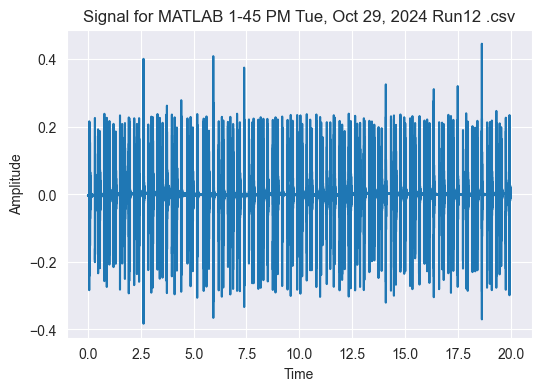 Signal for MATLAB 1-45 PM Tue, Oct 29, 2024 Run12 .csv
0.4
0.2
0.0
−0.2
−0.4
Amplitude
0.0 2.5 5.0 7.5 10.0 12.5 15.0 17.5 20.0
Time